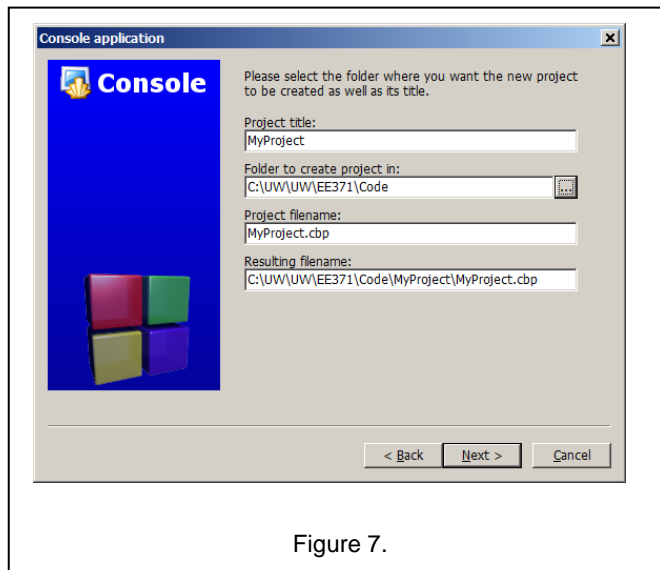 Console application
Console
Please select the folder where you want the new project
to be created as well as its title.
Project title:
MyProject
Folder to create project in:
C:\UW\UW\EE371\Code
...
Project filename:
MyProject.cbp
Resulting filename:
C:\UW\UW\EE371\Code\MyProject\MyProject.cbp
< Back
Next >
Cancel
Figure 7.